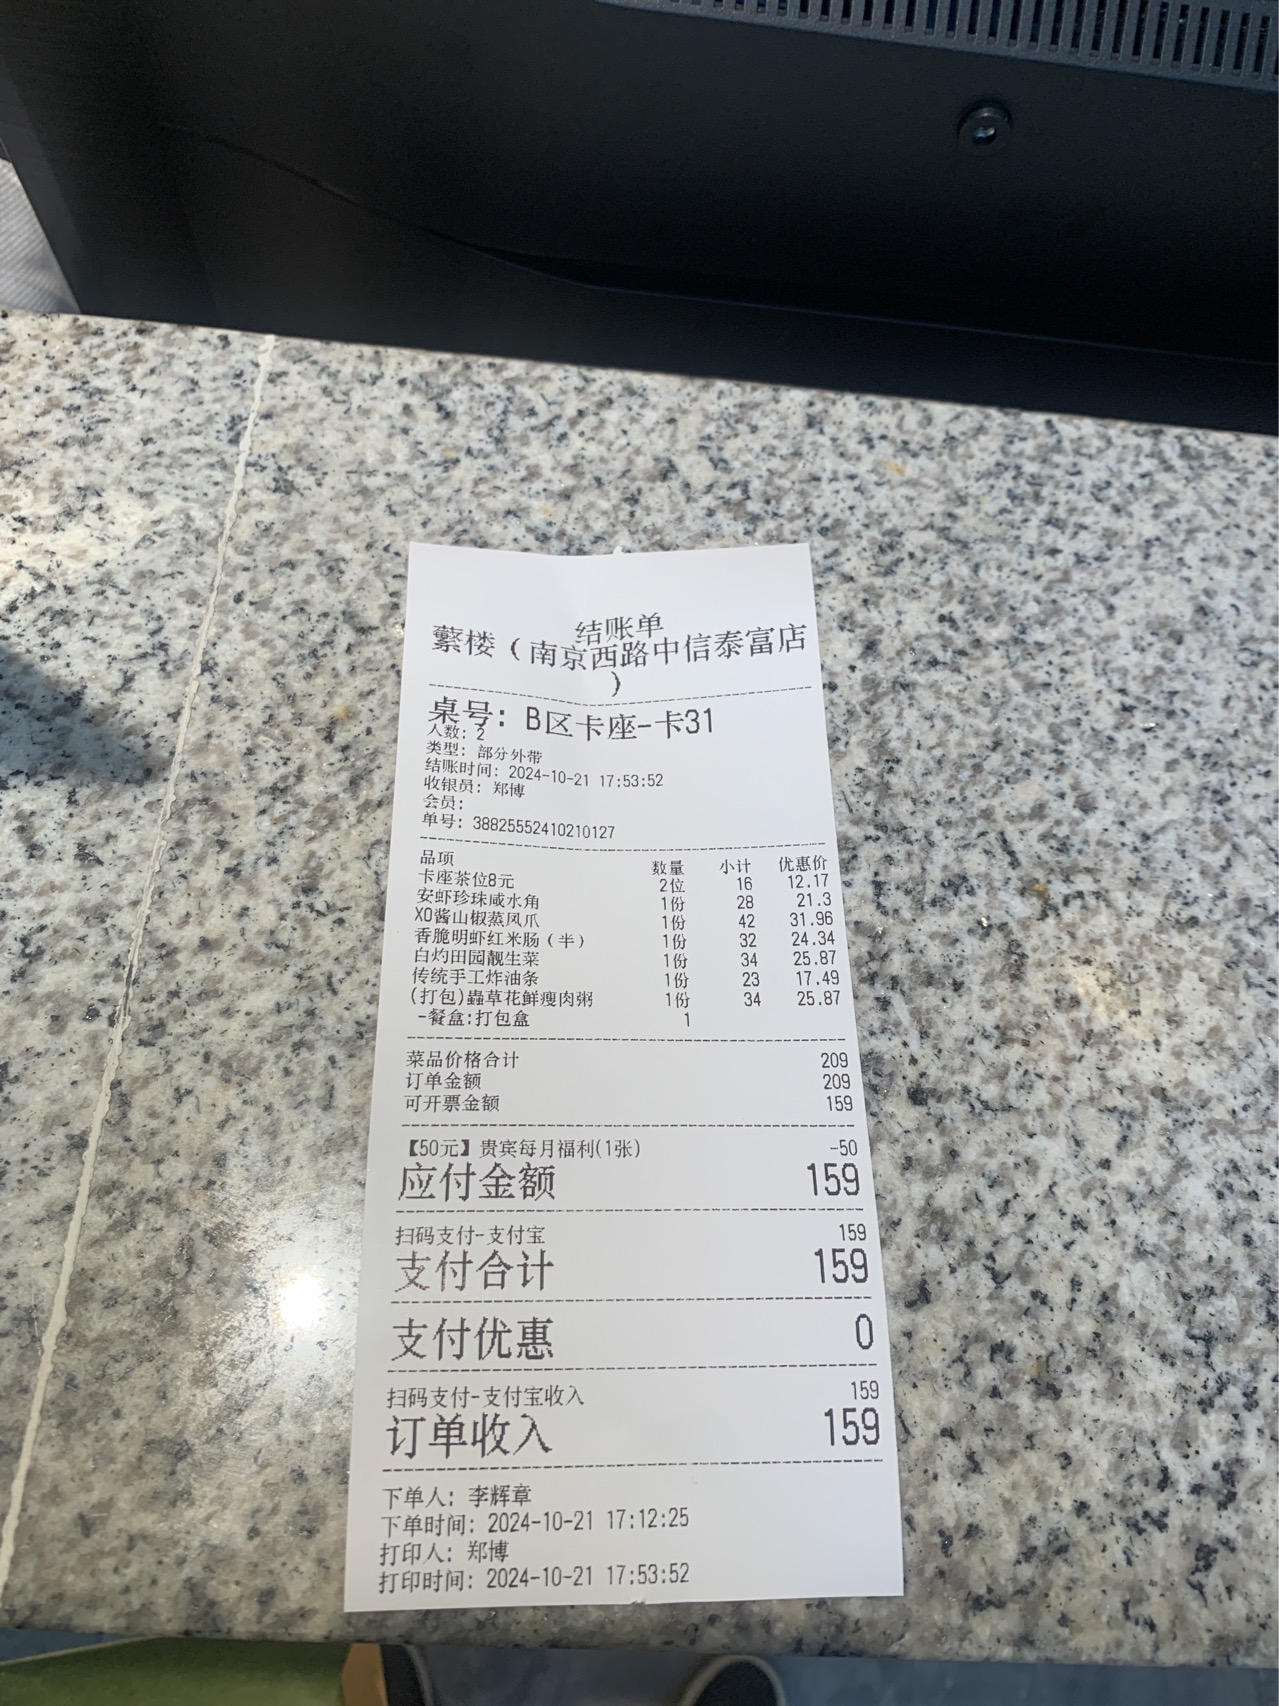 结账单
蘩楼（南京西路中信泰富店
）
桌号: B区卡座-卡31
人数: 2
类型: 部分外带
结账时间: 2024-10-21 17:53:52
收银员: 郑博
会员:
单号: 38825552410210127
品项 数量 小计 优惠价
卡座茶位8元 2位 16 12.17
安虾珍珠咸水角 1份 28 21.3
XO酱山椒蒸凤爪 1份 42 31.96
香脆明虾红米肠（半） 1份 32 24.34
白灼田园靓生菜 1份 34 25.87
传统手工炸油条 1份 23 17.49
(打包)蟲草花鲜瘦肉粥 1份 34 25.87
-餐盒:打包盒 1
菜品价格合计 209
订单金额 209
可开票金额 159
【50元】贵宾每月福利(1张) -50
应付金额 159
扫码支付-支付宝 159
支付合计 159
支付优惠 0
扫码支付-支付宝收入 159
订单收入 159
下单人: 李辉章
下单时间: 2024-10-21 17:12:25
打印人: 郑博
打印时间: 2024-10-21 17:53:52